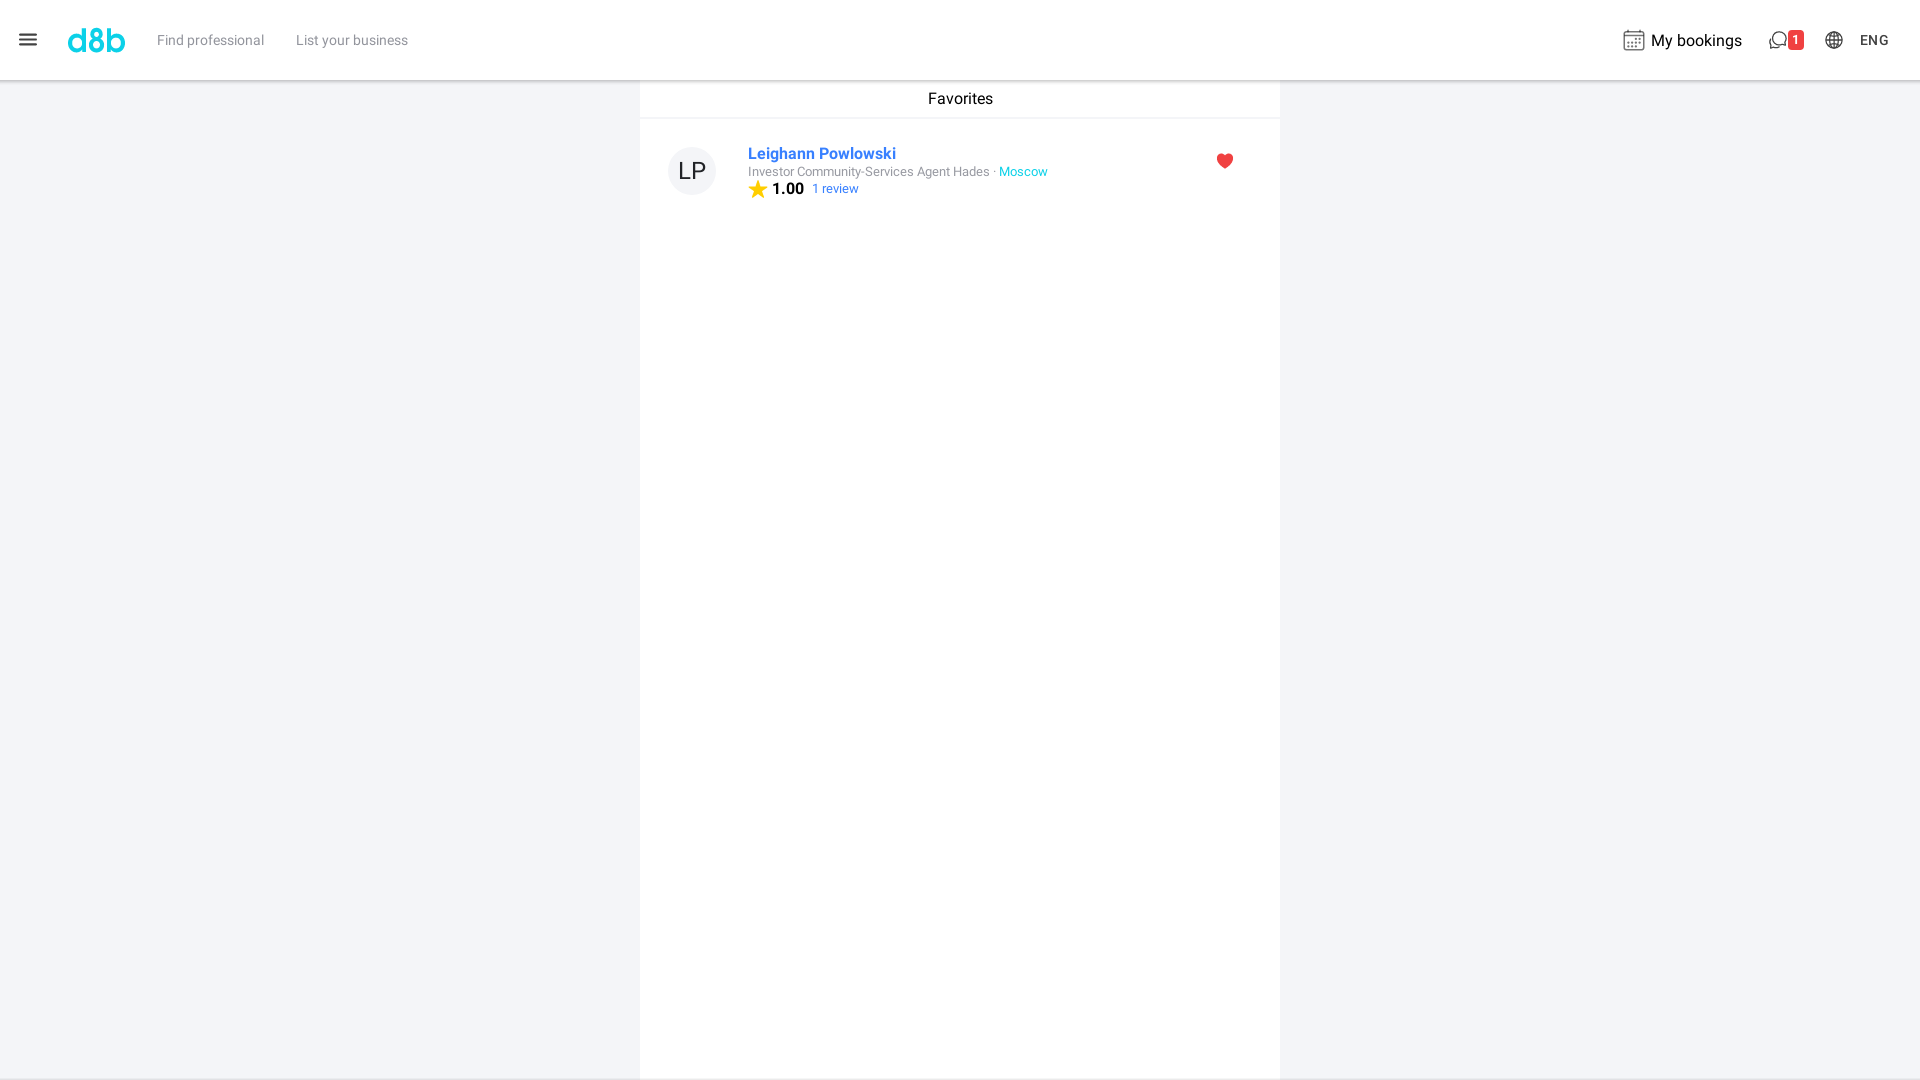 d8b
Find professional
List your business
My bookings
1
ENG
Favorites
LP
Leighann Powlowski
Investor Community-Services Agent Hades · Moscow
1.00 1 review